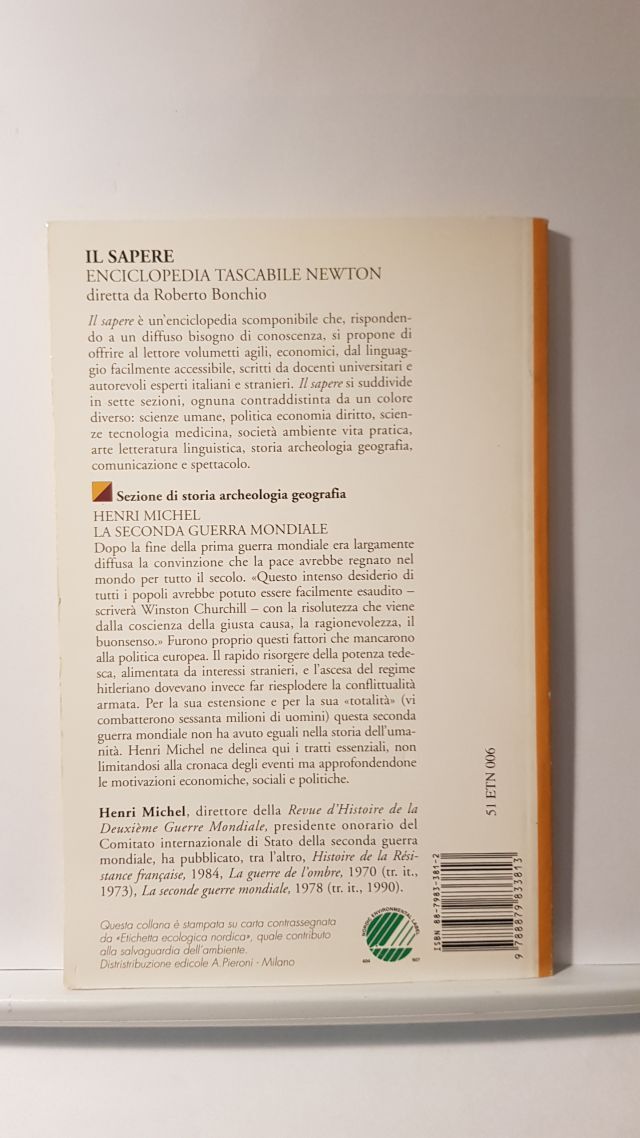 IL SAPERE
ENCICLOPEDIA TASCABILE NEWTON
diretta da Roberto Bonchio
Il sapere è un'enciclopedia scomponibile che, risponden-
do a un diffuso bisogno di conoscenza, si propone di
offrire al lettore volumetti agili, economici, dal linguag-
gio facilmente accessibile, scritti da docenti universitari e
autorevoli esperti italiani e stranieri. Il sapere si suddivide
in sette sezioni, ognuna contraddistinta da un colore
diverso: scienze umane, politica economia diritto, scien-
ze tecnologia medicina, società ambiente vita pratica,
arte letteratura linguistica, storia archeologia geografia,
comunicazione e spettacolo.
Sezione di storia archeologia geografia
HENRI MICHEL
LA SECONDA GUERRA MONDIALE
Dopo la fine della prima guerra mondiale era largamente
diffusa la convinzione che la pace avrebbe regnato nel
mondo per tutto il secolo. «Questo intenso desiderio di
tutti i popoli avrebbe potuto essere facilmente esaudito –
scriverà Winston Churchill – con la risolutezza che viene
dalla coscienza della giusta causa, la ragionevolezza, il
buonsenso.» Furono proprio questi fattori che mancarono
alla politica europea. Il rapido risorgere della potenza tede-
sca, alimentata da interessi stranieri, e l'ascesa del regime
hitleriano dovevano invece far riesplodere la conflittualità
armata. Per la sua estensione e per la sua «totalità» (vi
combatterono sessanta milioni di uomini) questa seconda
guerra mondiale non ha avuto eguali nella storia dell'uma-
nità. Henri Michel ne delinea qui i tratti essenziali, non
limitandosi alla cronaca degli eventi ma approfondendone
le motivazioni economiche, sociali e politiche.
Henri Michel, direttore della Revue d'Histoire de la
Deuxième Guerre Mondiale, presidente onorario del
Comitato internazionale di Stato della seconda guerra
mondiale, ha pubblicato, tra l'altro, Histoire de la Rési-
stance française, 1984, La guerre de l'ombre, 1970 (tr. it.,
1973), La seconde guerre mondiale, 1978 (tr. it., 1990).
Questa collana è stampata su carta contrassegnata
da «Etichetta ecologica nordica», quale contributo
alla salvaguardia dell'ambiente.
Distristribuzione edicole A.Pieroni - Milano
NORDIC ENVIRONMENTAL LABEL
51 ETN 006
ISBN 88-7983-381-2
9 788879 833813